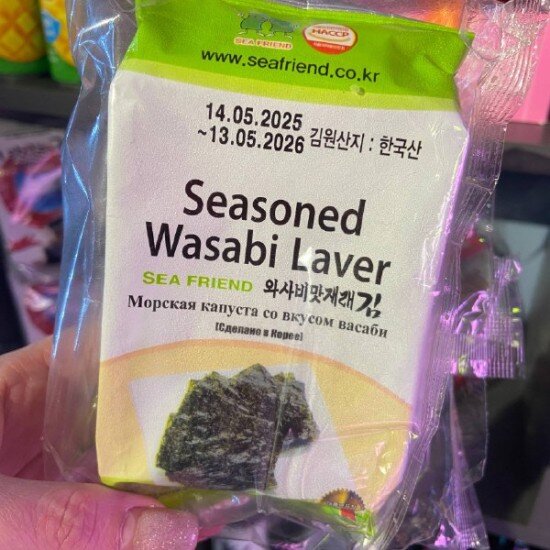 SEA FRIEND
HACCP
www.seafriend.co.kr
14.05.2025
~13.05.2026 김원산지 : 한국산
Seasoned
Wasabi Laver
SEA FRIEND 와사비맛재래김
Морская капуста со вкусом васаби
[Сделано в Корее]